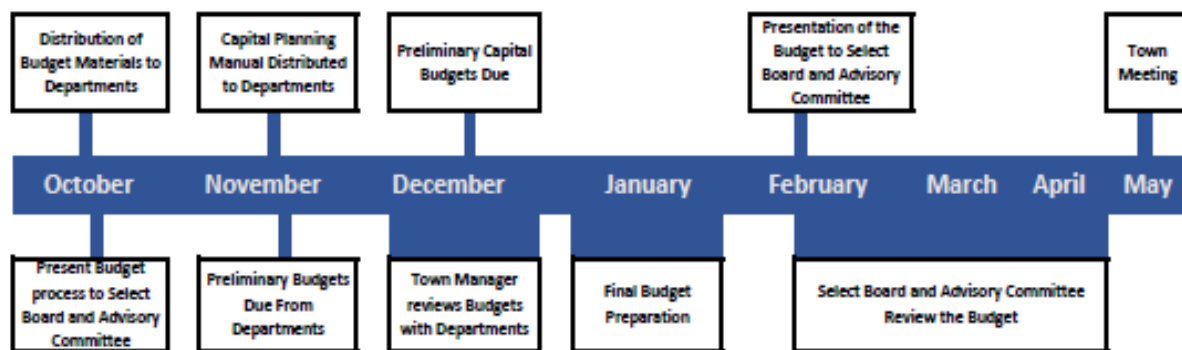 Distribution of
Budget Materials to
Departments
Capital Planning
Manual Distributed
to Departments
Preliminary Capital
Budgets Due
Presentation of the
Budget to Select
Board and Advisory
Committee
Town
Meeting
October November December January February March April May
Present Budget
process to Select
Board and Advisory
Committee
Preliminary Budgets
Due From
Departments
Town Manager
reviews Budgets
with Departments
Final Budget
Preparation
Select Board and Advisory Committee
Review the Budget